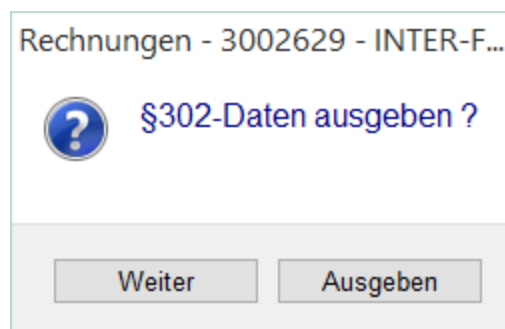 Rechnungen - 3002629 - INTER-F...
§302-Daten ausgeben ?
Weiter
Ausgeben